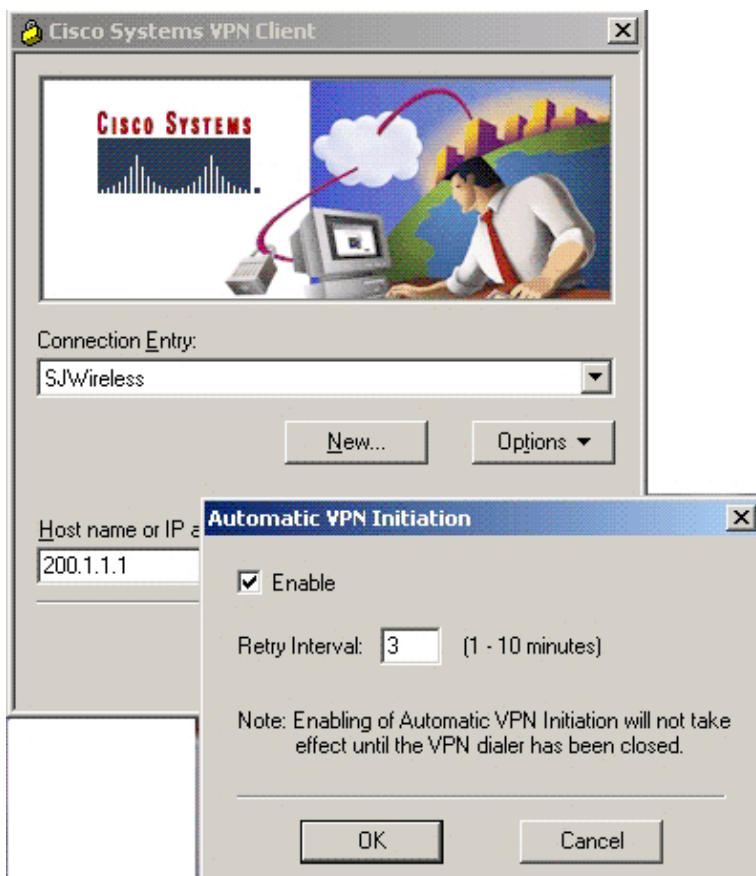 Cisco Systems VPN Client
CISCO SYSTEMS
Connection Entry:
SJWireless
New...
Options
Host name or IP a
200.1.1.1
Automatic VPN Initiation
Enable
Retry Interval: 3 (1 - 10 minutes)
Note: Enabling of Automatic VPN Initiation will not take
effect until the VPN dialer has been closed.
OK
Cancel